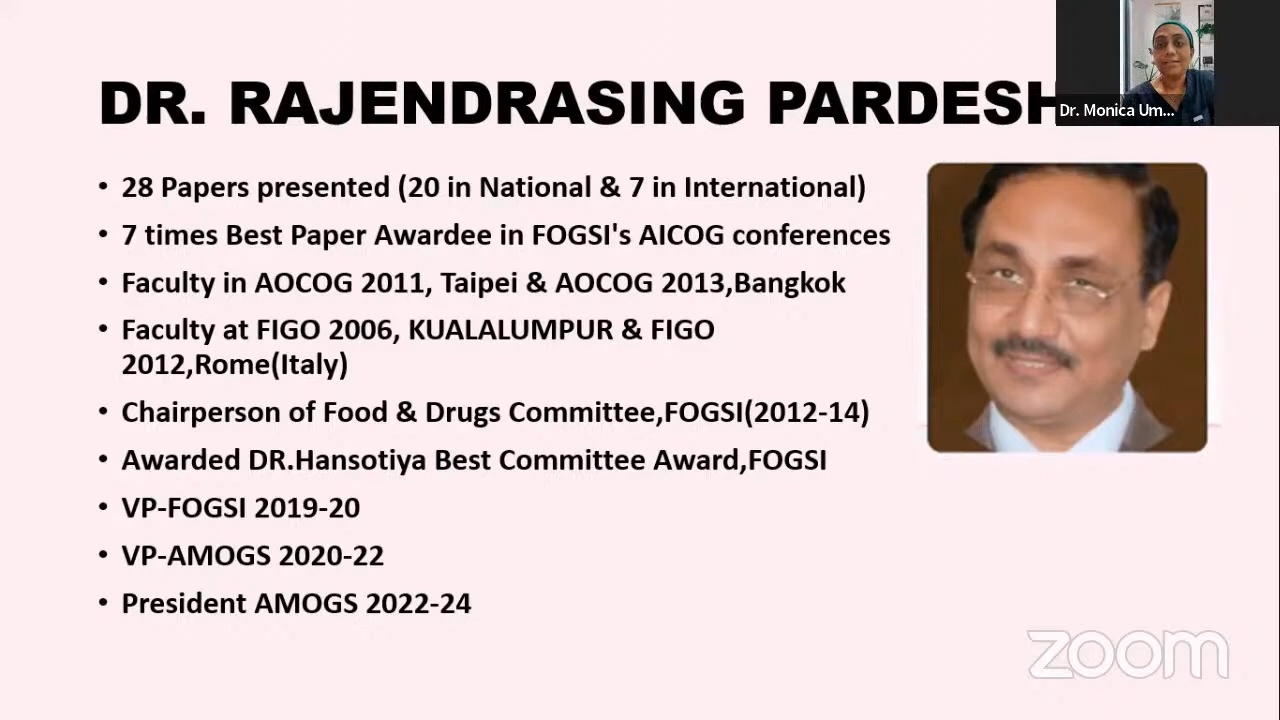 DR. RAJENDRASING PARDESH
Dr. Monica Um...
• 28 Papers presented (20 in National & 7 in International)
• 7 times Best Paper Awardee in FOGSI's AICOG conferences
• Faculty in AOCOG 2011, Taipei & AOCOG 2013,Bangkok
• Faculty at FIGO 2006, KUALALUMPUR & FIGO
2012,Rome(Italy)
• Chairperson of Food & Drugs Committee,FOGSI(2012-14)
• Awarded DR.Hansotiya Best Committee Award,FOGSI
• VP-FOGSI 2019-20
• VP-AMOGS 2020-22
• President AMOGS 2022-24
zoom